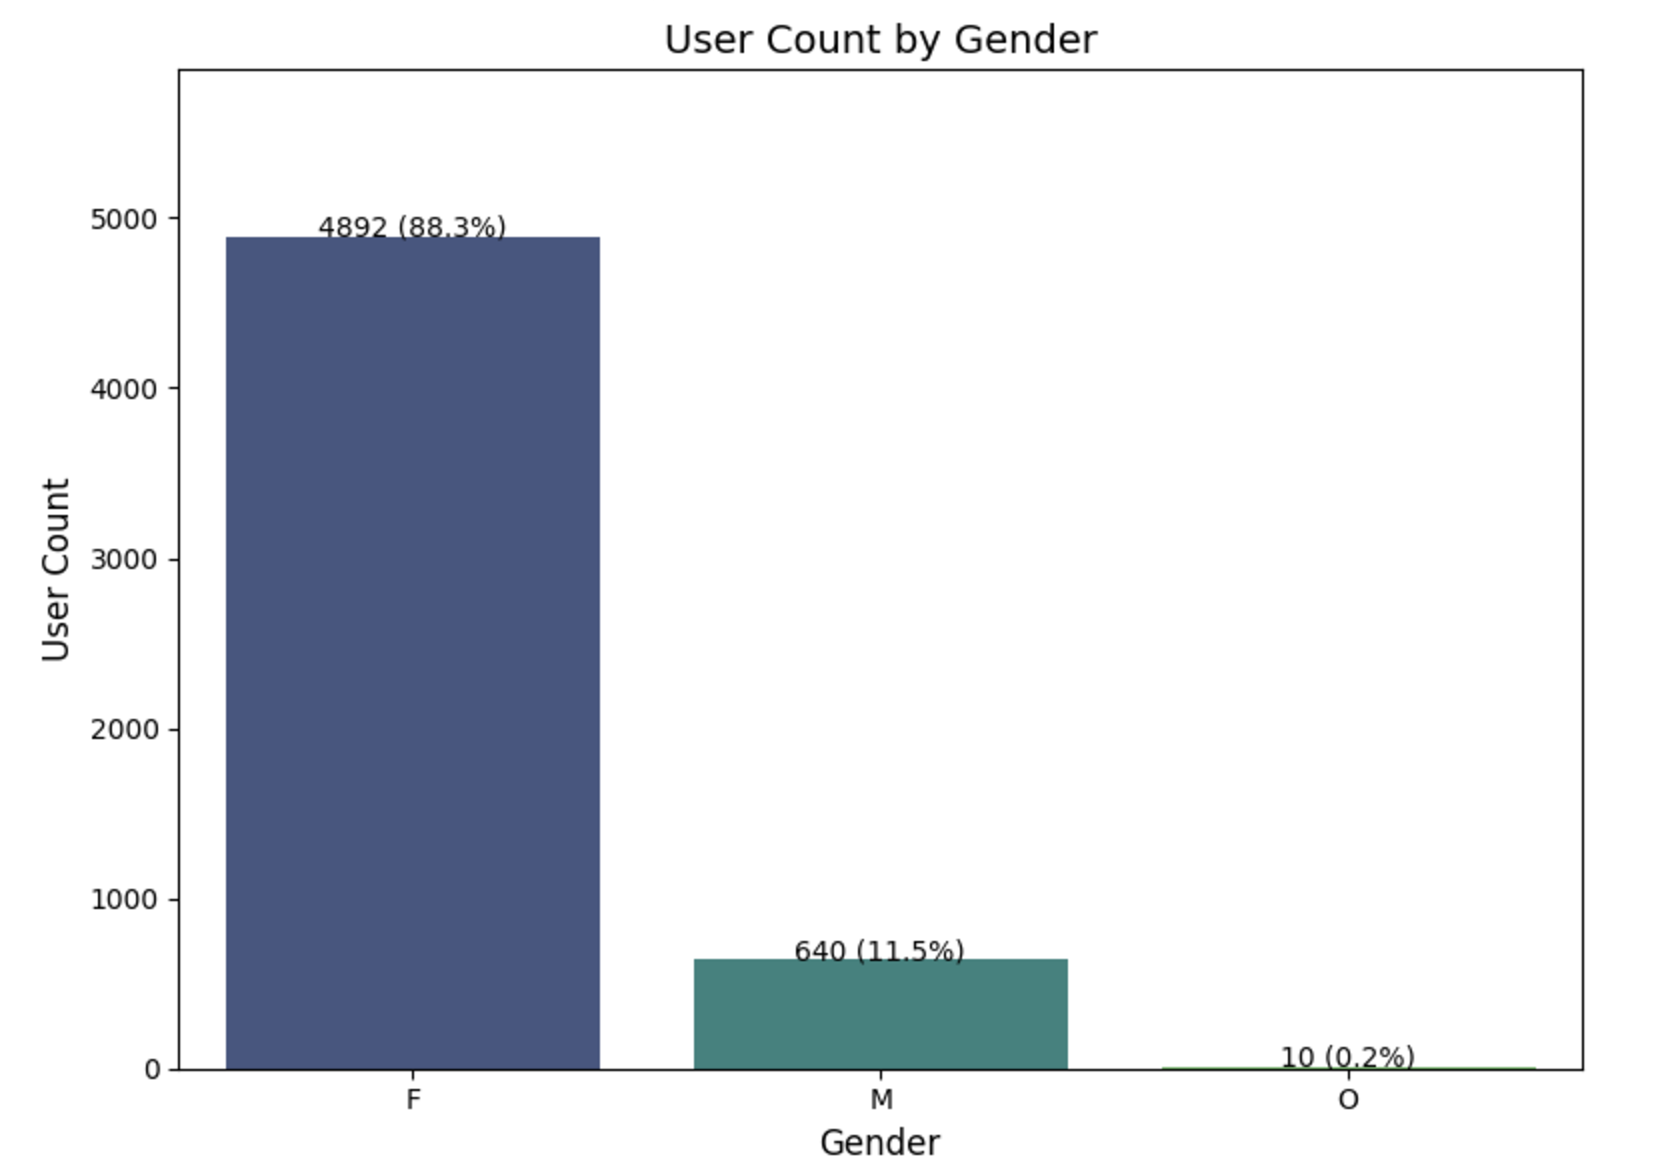 User Count by Gender
5000
4892 (88.3%)
4000
3000
User Count
2000
1000
640 (11.5%)
10 (0.2%)
0
F
M
O
Gender